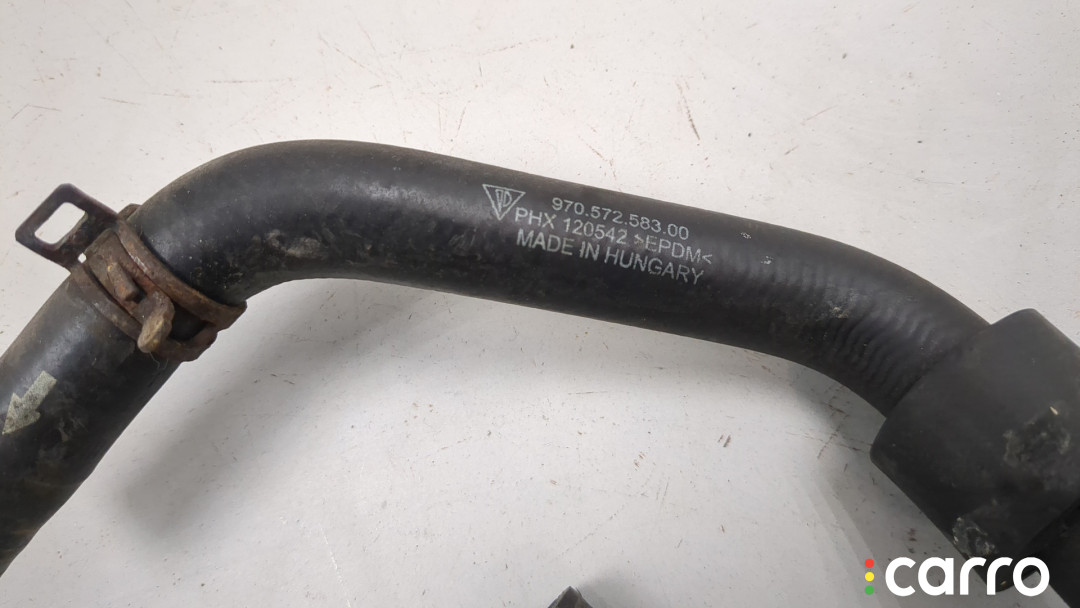 970.572.583.00
PHX 120542 >EPDM<
MADE IN HUNGARY
carro